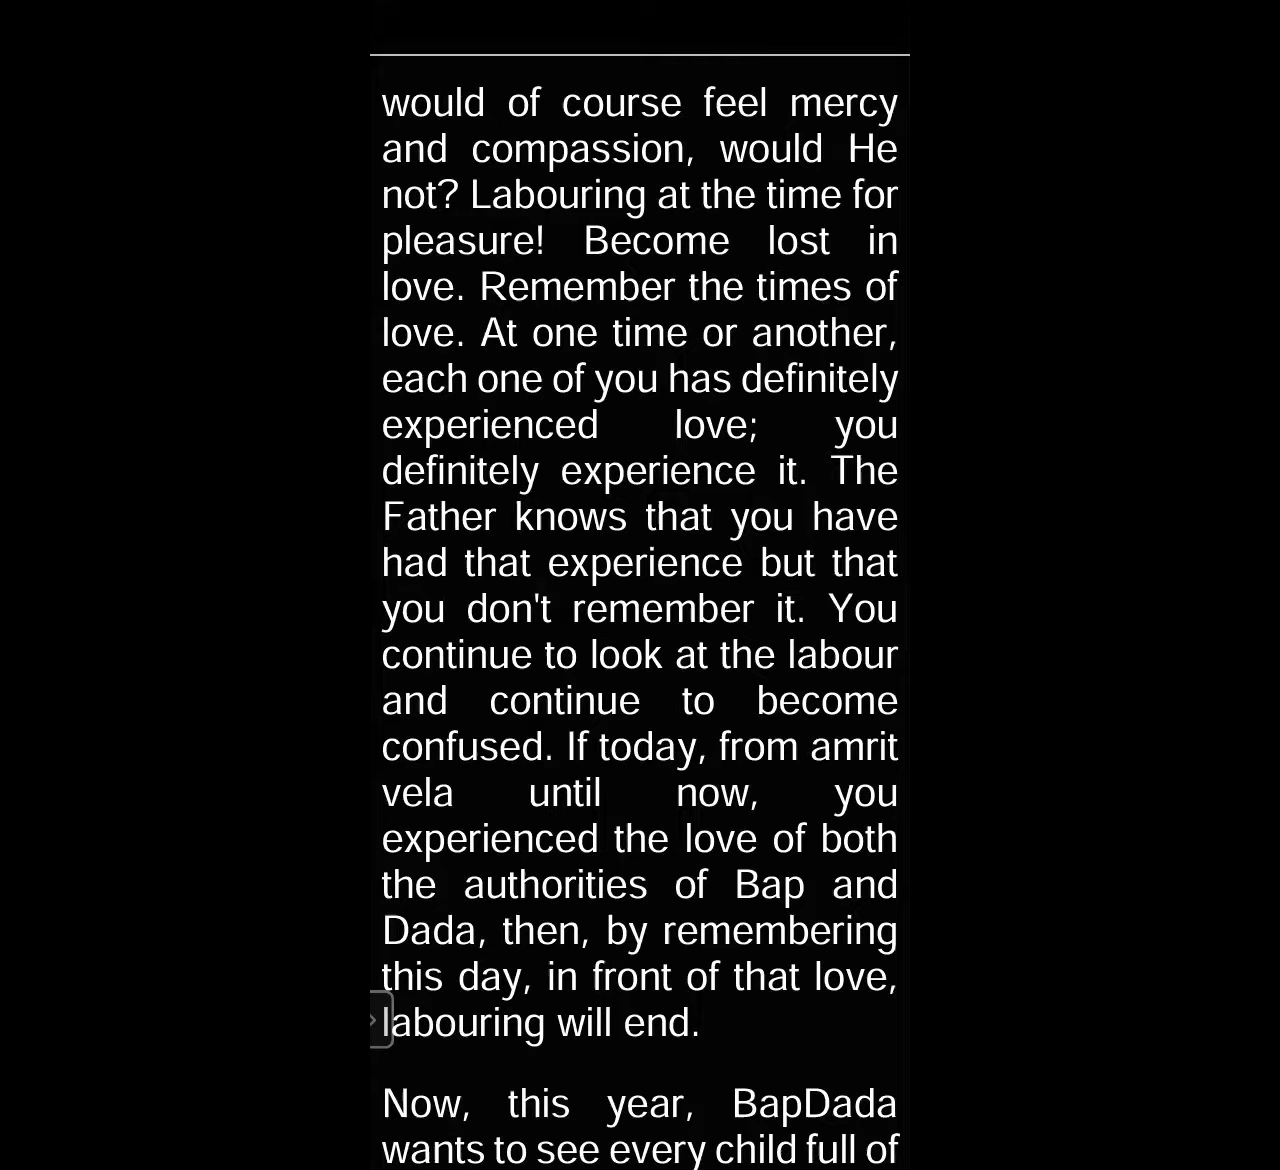 would of course feel mercy
and compassion, would He
not? Labouring at the time for
pleasure! Become lost in
love. Remember the times of
love. At one time or another,
each one of you has definitely
experienced love; you
definitely experience it. The
Father knows that you have
had that experience but that
you don't remember it. You
continue to look at the labour
and continue to become
confused. If today, from amrit
vela until now, you
experienced the love of both
the authorities of Bap and
Dada, then, by remembering
this day, in front of that love,
labouring will end.
Now, this year, BapDada
wants to see every child full of